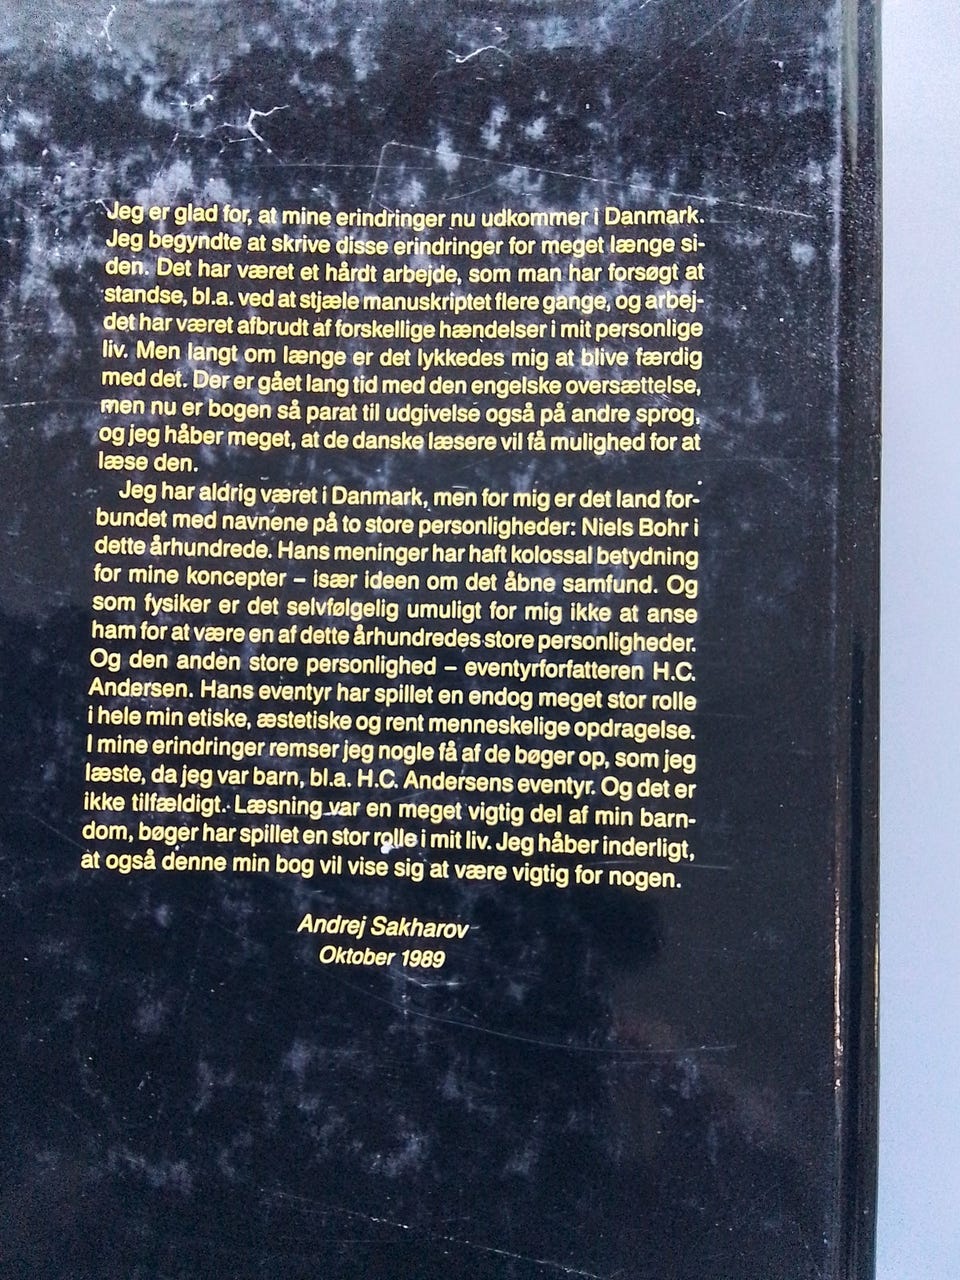 Jeg er glad for, at mine erindringer nu udkommer i Danmark.
Jeg begyndte at skrive disse erindringer for meget længe si-
den. Det har været et hårdt arbejde, som man har forsøgt at
standse, bl.a. ved at stjæle manuskriptet flere gange, og arbej-
det har været afbrudt af forskellige hændelser i mit personlige
liv. Men langt om længe er det lykkedes mig at blive færdig
med det. Der er gået lang tid med den engelske oversættelse,
men nu er bogen så parat til udgivelse også på andre sprog,
og jeg håber meget, at de danske læsere vil få mulighed for at
læse den.
Jeg har aldrig været i Danmark, men for mig er det land for-
bundet med navnene på to store personligheder: Niels Bohr i
dette århundrede. Hans meninger har haft kolossal betydning
for mine koncepter – især ideen om det åbne samfund. Og
som fysiker er det selvfølgelig umuligt for mig ikke at anse
ham for at være en af dette århundredes store personligheder.
Og den anden store personlighed – eventyrforfatteren H.C.
Andersen. Hans eventyr har spillet en endog meget stor rolle
i hele min etiske, æstetiske og rent menneskelige opdragelse.
I mine erindringer remser jeg nogle få af de bøger op, som jeg
læste, da jeg var barn, bl.a. H.C. Andersens eventyr. Og det er
ikke tilfældigt. Læsning var en meget vigtig del af min barn-
dom, bøger har spillet en stor rolle i mit liv. Jeg håber inderligt,
at også denne min bog vil vise sig at være vigtig for nogen.
Andrej Sakharov
Oktober 1989